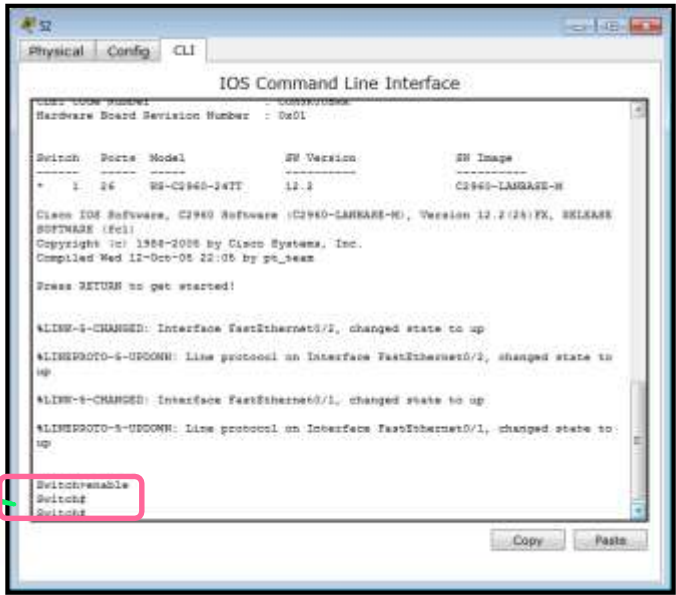 S2
Physical Config CLI
IOS Command Line Interface
Hardware Board Revision Number : 0x01
Switch Ports Model SW Version SW Image
------ ----- ----- ---------- ----------
* 1 26 WS-C2960-24TT 12.2 C2960-LANBASE-M
Cisco IOS Software, C2960 Software (C2960-LANBASE-M), Version 12.2(25)FX, RELEASE
SOFTWARE (fc1)
Copyright (c) 1986-2005 by Cisco Systems, Inc.
Compiled Wed 12-Oct-05 22:05 by pt_team
Press RETURN to get started!
%LINK-5-CHANGED: Interface FastEthernet0/2, changed state to up
%LINEPROTO-5-UPDOWN: Line protocol on Interface FastEthernet0/2, changed state to
up
%LINK-5-CHANGED: Interface FastEthernet0/1, changed state to up
%LINEPROTO-5-UPDOWN: Line protocol on Interface FastEthernet0/1, changed state to
up
Switch>enable
Switch#
Switch#
Copy Paste